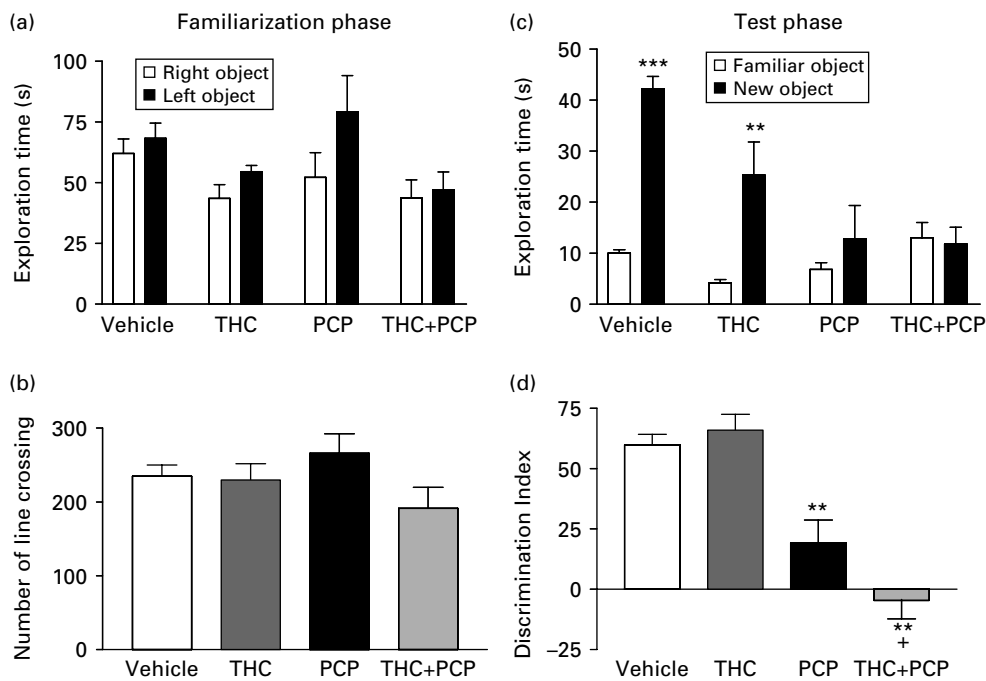 (a)
Familiarization phase
Exploration time (s)
100
75
50
25
0
Right object
Left object
Vehicle THC PCP THC+PCP
(c)
Test phase
Exploration time (s)
50
40
30
20
10
0
***
**
Familiar object
New object
Vehicle THC PCP THC+PCP
(b)
Number of line crossing
300
200
100
0
Vehicle THC PCP THC+PCP
(d)
Discrimination Index
75
50
25
0
−25
**
**
+
Vehicle THC PCP THC+PCP